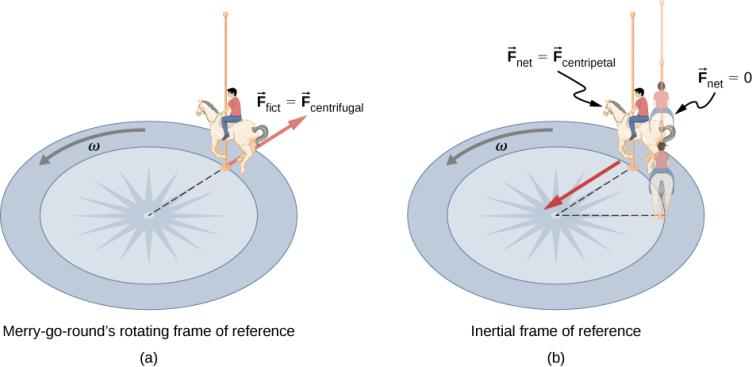 F⃗fict = F⃗centrifugal
ω
Merry-go-round's rotating frame of reference
(a)
F⃗net = F⃗centripetal
F⃗net = 0
ω
Inertial frame of reference
(b)